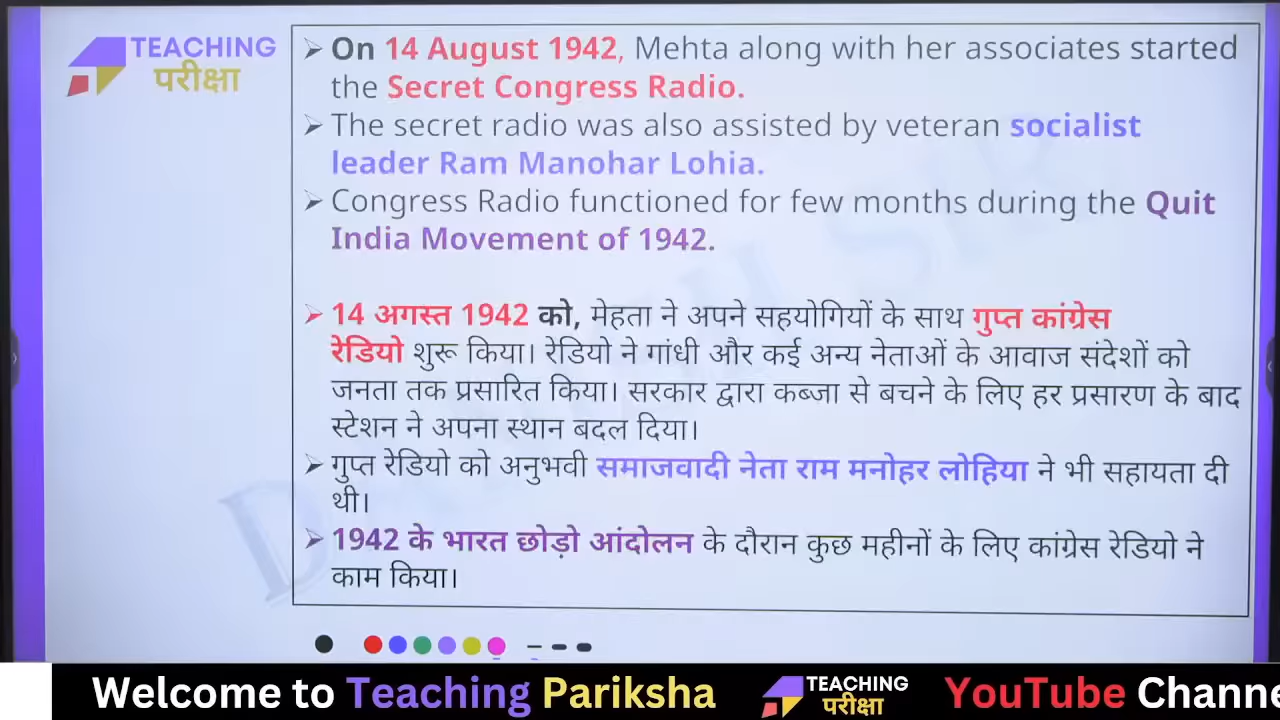 TEACHING
परीक्षा
➢ On 14 August 1942, Mehta along with her associates started
the Secret Congress Radio.
➢ The secret radio was also assisted by veteran socialist
leader Ram Manohar Lohia.
➢ Congress Radio functioned for few months during the Quit
India Movement of 1942.
➢ 14 अगस्त 1942 को, मेहता ने अपने सहयोगियों के साथ गुप्त कांग्रेस
रेडियो शुरू किया। रेडियो ने गांधी और कई अन्य नेताओं के आवाज संदेशों को
जनता तक प्रसारित किया। सरकार द्वारा कब्जा से बचने के लिए हर प्रसारण के बाद
स्टेशन ने अपना स्थान बदल दिया।
➢ गुप्त रेडियो को अनुभवी समाजवादी नेता राम मनोहर लोहिया ने भी सहायता दी
थी।
➢ 1942 के भारत छोड़ो आंदोलन के दौरान कुछ महीनों के लिए कांग्रेस रेडियो ने
काम किया।
Welcome to Teaching Pariksha TEACHING परीक्षा YouTube Channe